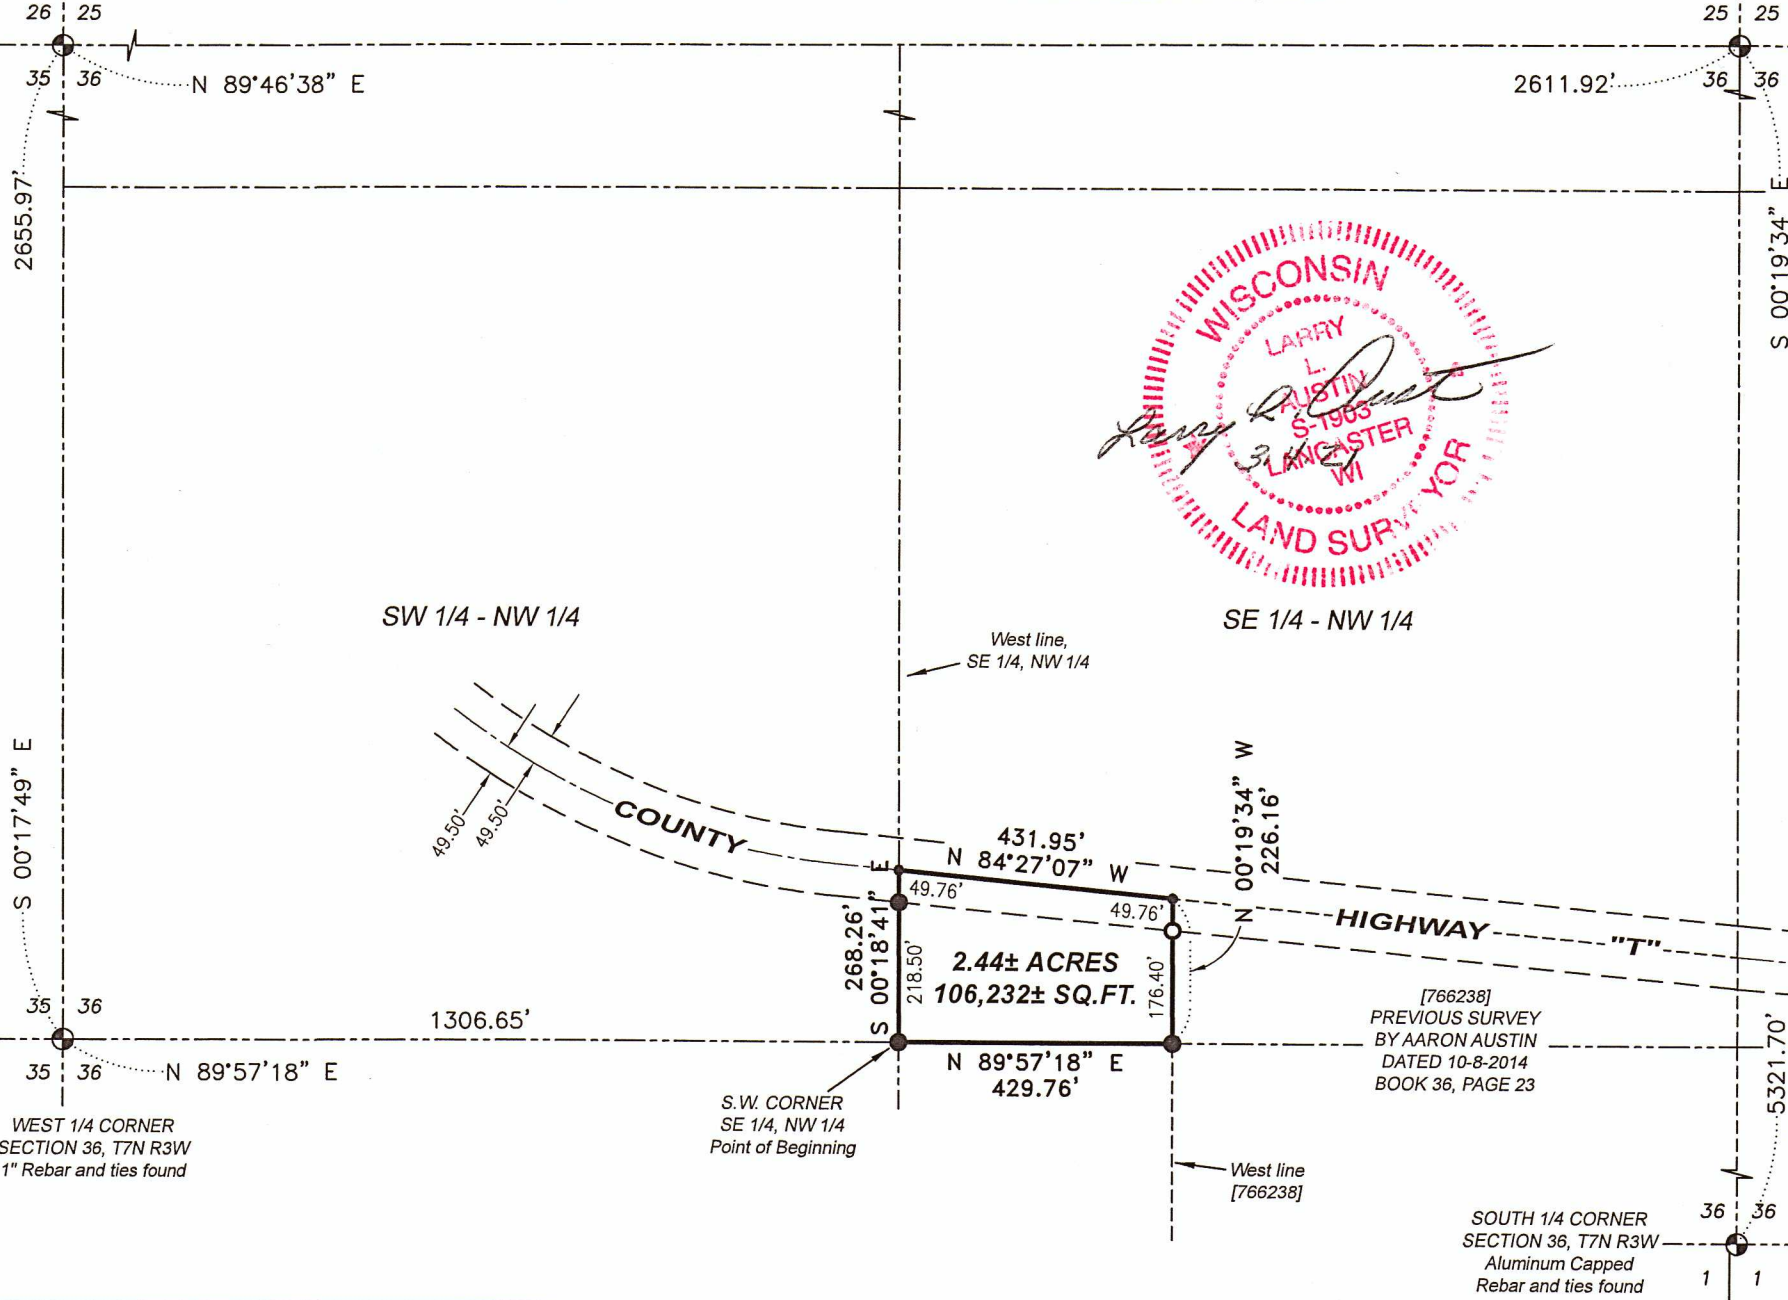 26 25
35 36
N 89°46'38" E
25 25
2611.92'
36 36
2655.97'
S 00°19'34" E
WISCONSIN
LARRY
L.
AUSTIN
S-1903
LANCASTER
WI
LAND SURVEYOR
Larry L. Austin
3.4.21
SW 1/4 - NW 1/4
SE 1/4 - NW 1/4
West line,
SE 1/4, NW 1/4
S 00°17'49" E
49.50'
49.50'
COUNTY
431.95'
N 84°27'07" W
N 00°19'34" W
226.16'
49.76'
49.76'
HIGHWAY "T"
268.26'
S 00°18'41" E
218.50'
2.44± ACRES
106,232± SQ.FT.
176.40'
[766238]
PREVIOUS SURVEY
BY AARON AUSTIN
DATED 10-8-2014
BOOK 36, PAGE 23
35 36
1306.65'
35 36
N 89°57'18" E
N 89°57'18" E
429.76'
5321.70'
WEST 1/4 CORNER
SECTION 36, T7N R3W
1" Rebar and ties found
S.W. CORNER
SE 1/4, NW 1/4
Point of Beginning
West line
[766238]
SOUTH 1/4 CORNER
SECTION 36, T7N R3W
Aluminum Capped
Rebar and ties found
36 36
1 1